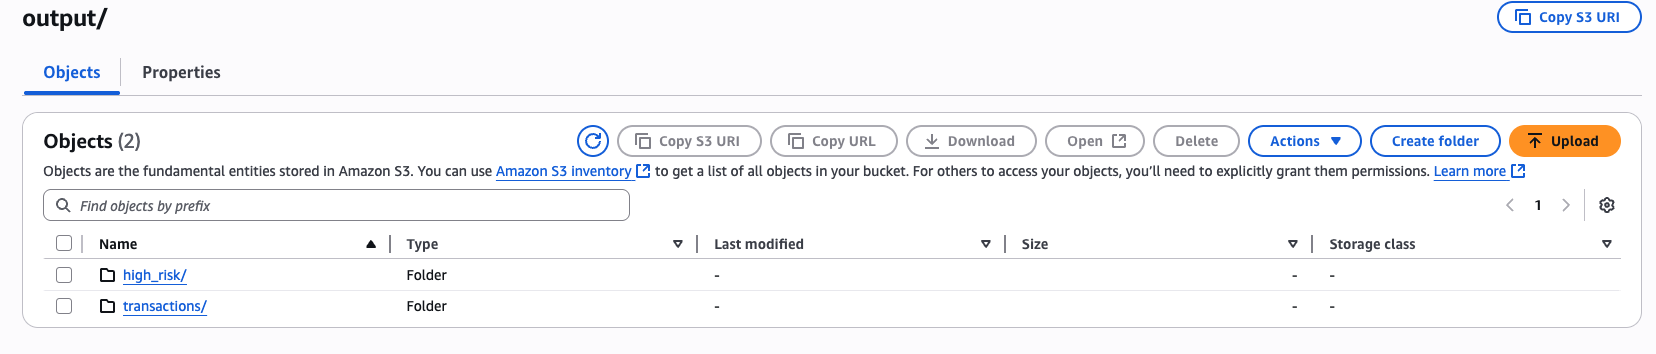 output/
Copy S3 URI
Objects
Properties
Objects (2)
Copy S3 URI
Copy URL
Download
Open
Delete
Actions
Create folder
Upload
Objects are the fundamental entities stored in Amazon S3. You can use Amazon S3 inventory to get a list of all objects in your bucket. For others to access your objects, you'll need to explicitly grant them permissions. Learn more
Find objects by prefix
1
Name Type Last modified Size Storage class
high_risk/ Folder - - -
transactions/ Folder - - -